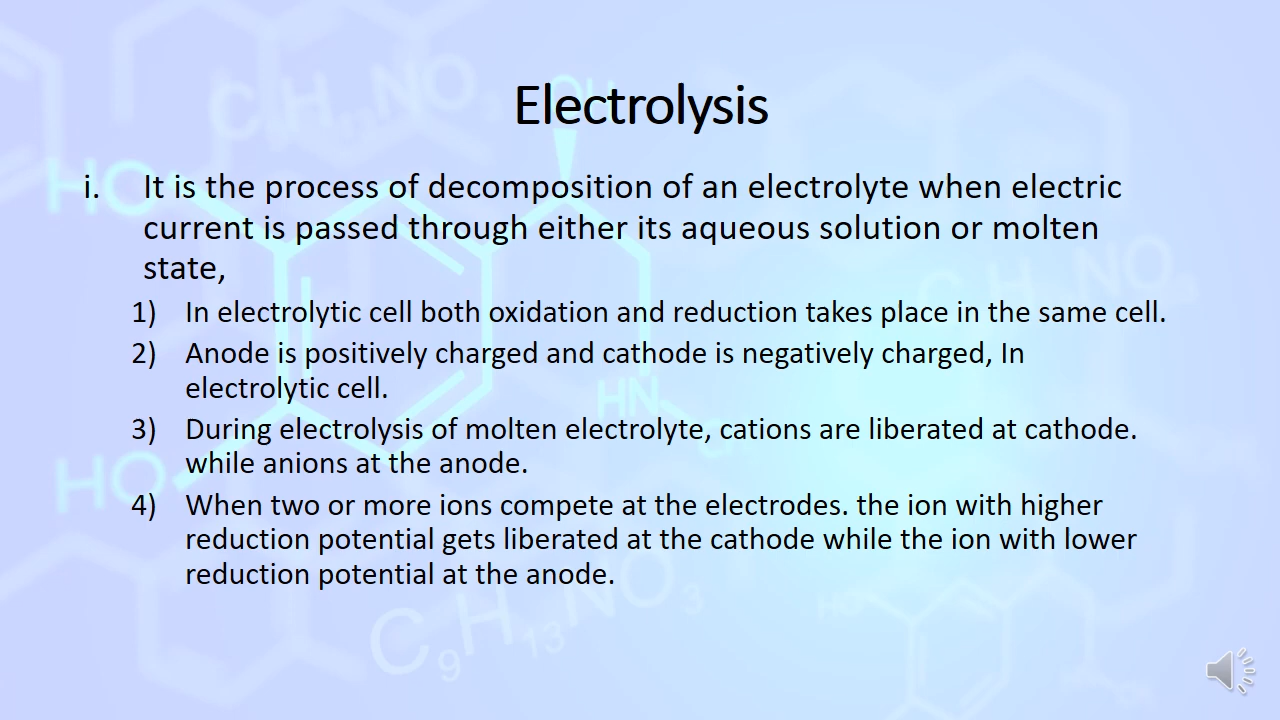 Electrolysis
i. It is the process of decomposition of an electrolyte when electric
current is passed through either its aqueous solution or molten
state,
1) In electrolytic cell both oxidation and reduction takes place in the same cell.
2) Anode is positively charged and cathode is negatively charged, In
electrolytic cell.
3) During electrolysis of molten electrolyte, cations are liberated at cathode.
while anions at the anode.
4) When two or more ions compete at the electrodes. the ion with higher
reduction potential gets liberated at the cathode while the ion with lower
reduction potential at the anode.
HO
OH
HO
HN
C9H13NO3